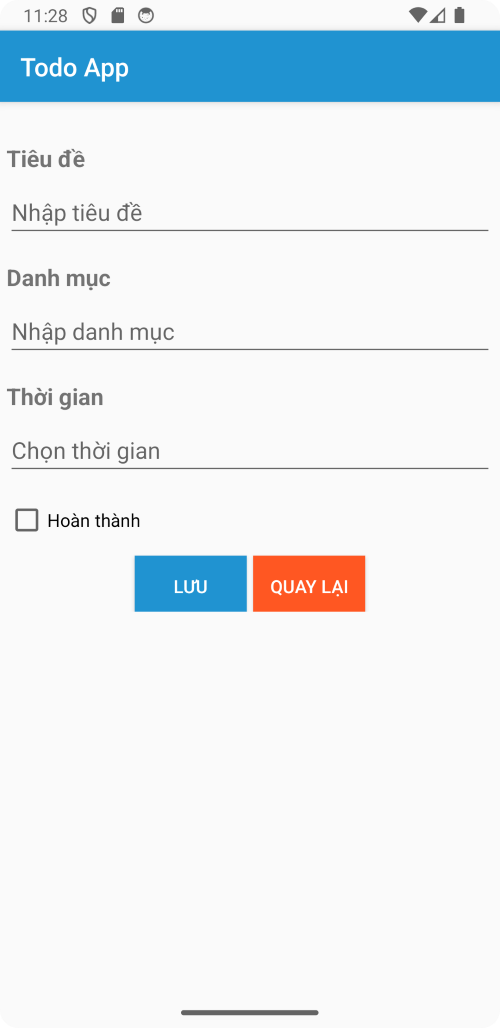 11:28
Todo App
Tiêu đề
Nhập tiêu đề
Danh mục
Nhập danh mục
Thời gian
Chọn thời gian
Hoàn thành
LƯU QUAY LẠI